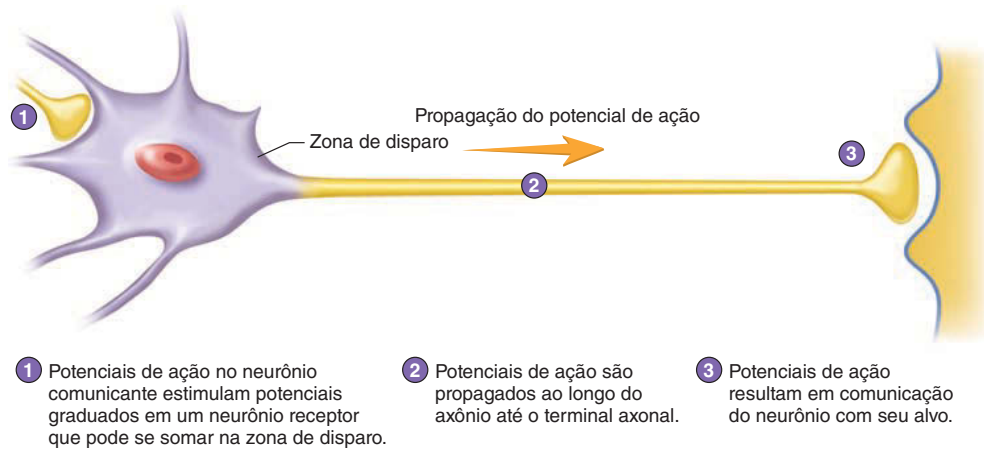 1
Propagação do potencial de ação
Zona de disparo
3
2
1 Potenciais de ação no neurônio
comunicante estimulam potenciais
graduados em um neurônio receptor
que pode se somar na zona de disparo.
2 Potenciais de ação são
propagados ao longo do
axônio até o terminal axonal.
3 Potenciais de ação
resultam em comunicação
do neurônio com seu alvo.